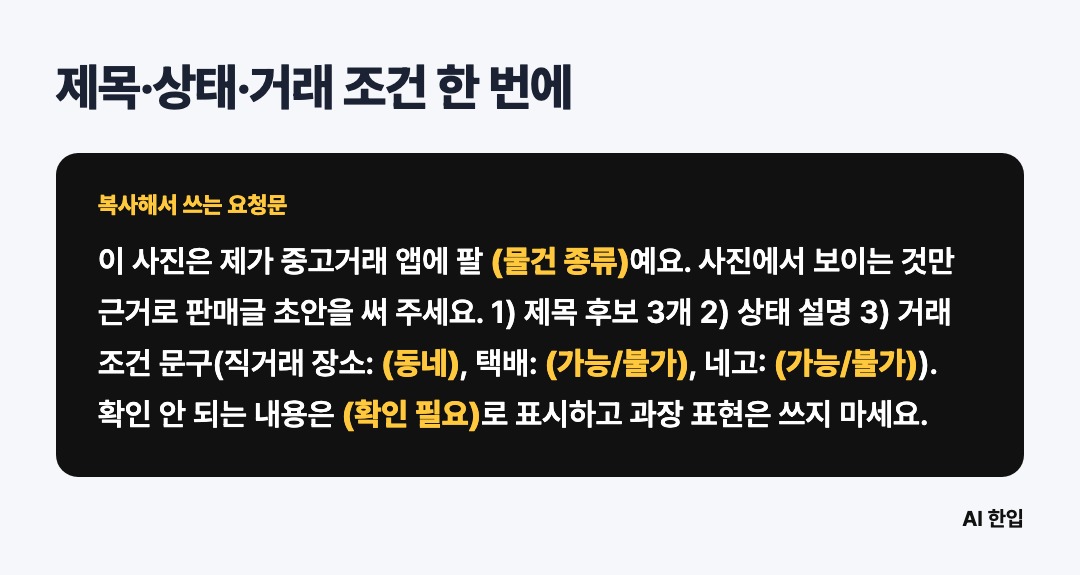 제목·상태·거래 조건 한 번에
복사해서 쓰는 요청문
이 사진은 제가 중고거래 앱에 팔 (물건 종류)예요. 사진에서 보이는 것만
근거로 판매글 초안을 써 주세요. 1) 제목 후보 3개 2) 상태 설명 3) 거래
조건 문구(직거래 장소: (동네), 택배: (가능/불가), 네고: (가능/불가)).
확인 안 되는 내용은 (확인 필요)로 표시하고 과장 표현은 쓰지 마세요.
AI 한입